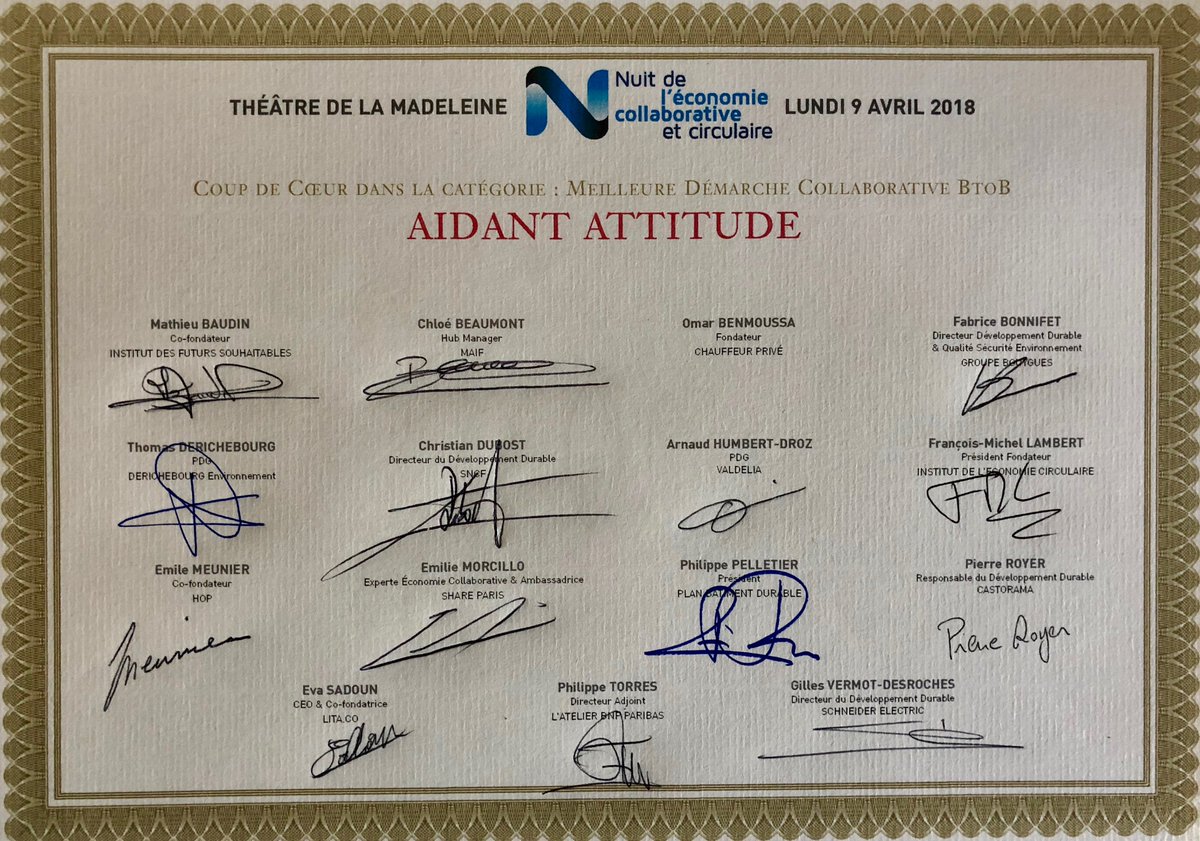 THÉÂTRE DE LA MADELEINE
Nuit de
l'économie
collaborative
et circulaire
LUNDI 9 AVRIL 2018
COUP DE CŒUR DANS LA CATÉGORIE : MEILLEURE DÉMARCHE COLLABORATIVE BTOB
AIDANT ATTITUDE
Mathieu BAUDIN
Co-fondateur
INSTITUT DES FUTURS SOUHAITABLES
Chloé BEAUMONT
Hub Manager
MAIF
Omar BENMOUSSA
Fondateur
CHAUFFEUR PRIVÉ
Fabrice BONNIFET
Directeur Développement Durable
& Qualité Sécurité Environnement
GROUPE BOUYGUES
Thomas DERICHEBOURG
PDG
DERICHEBOURG Environnement
Christian DUBOST
Directeur du Développement Durable
SNCF
Arnaud HUMBERT-DROZ
PDG
VALDELIA
François-Michel LAMBERT
Président Fondateur
INSTITUT DE L'ECONOMIE CIRCULAIRE
Emile MEUNIER
Co-fondateur
HOP
Emilie MORCILLO
Experte Économie Collaborative & Ambassadrice
SHARE PARIS
Philippe PELLETIER
Président
PLAN BATIMENT DURABLE
Pierre ROYER
Responsable du Développement Durable
CASTORAMA
Meunier
Pierre Royer
Eva SADOUN
CEO & Co-fondatrice
LITA.CO
Philippe TORRES
Directeur Adjoint
L'ATELIER BNP PARIBAS
Gilles VERMOT-DESROCHES
Directeur du Développement Durable
SCHNEIDER ELECTRIC